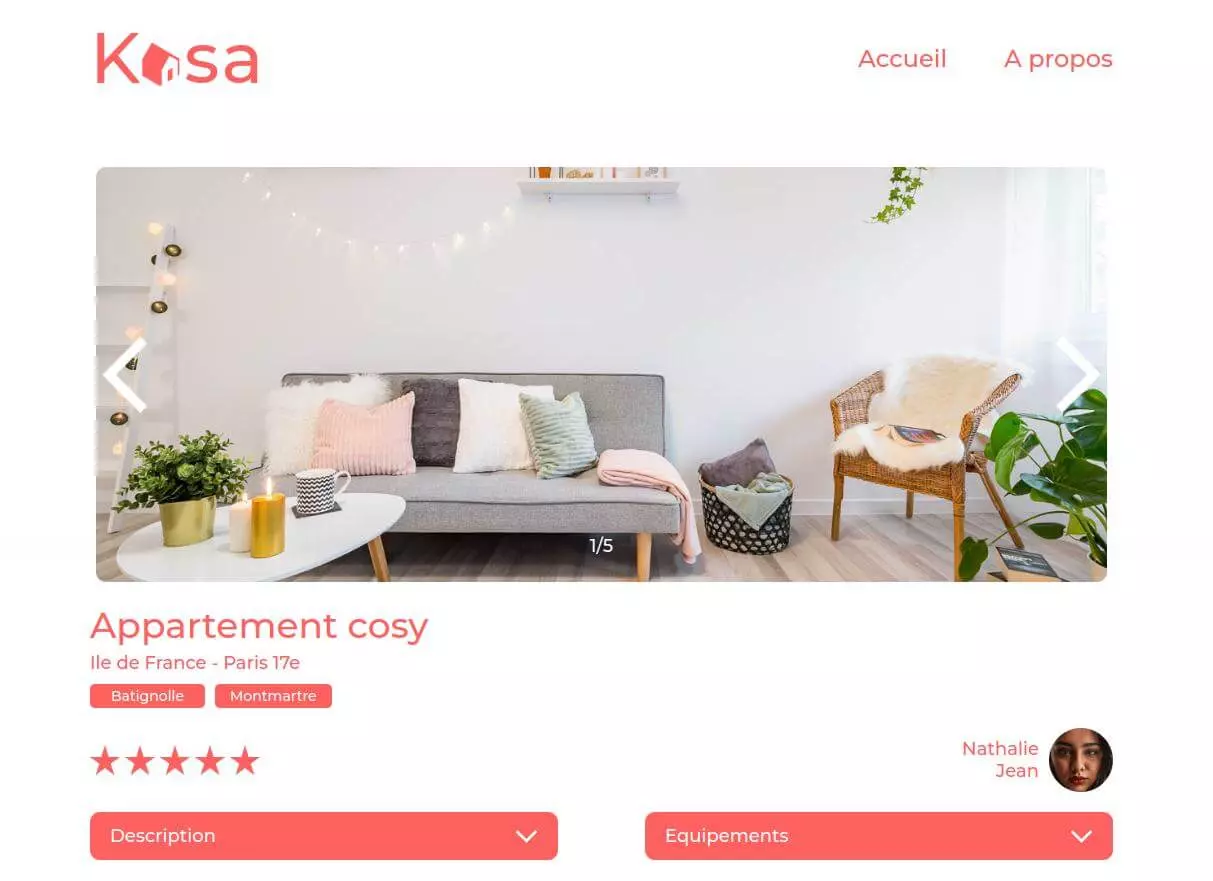 Kasa
Accueil
A propos
1/5
Appartement cosy
Ile de France - Paris 17e
Batignolle
Montmartre
Nathalie
Jean
Description
Equipements